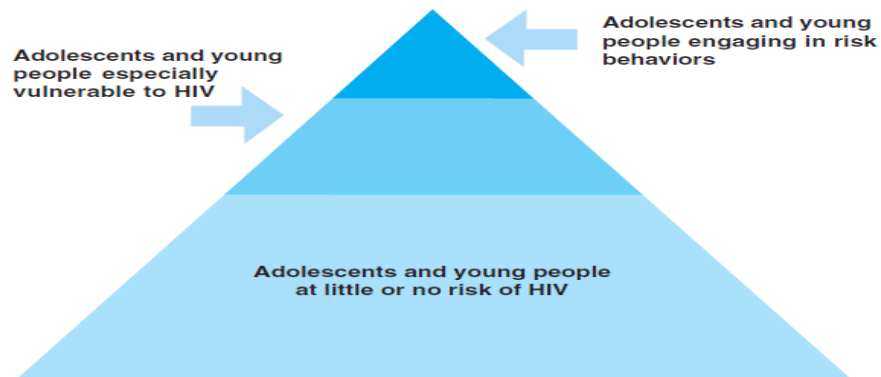 Adolescents and young
people especially
vulnerable to HIV
Adolescents and young
people engaging in risk
behaviors
Adolescents and young people
at little or no risk of HIV